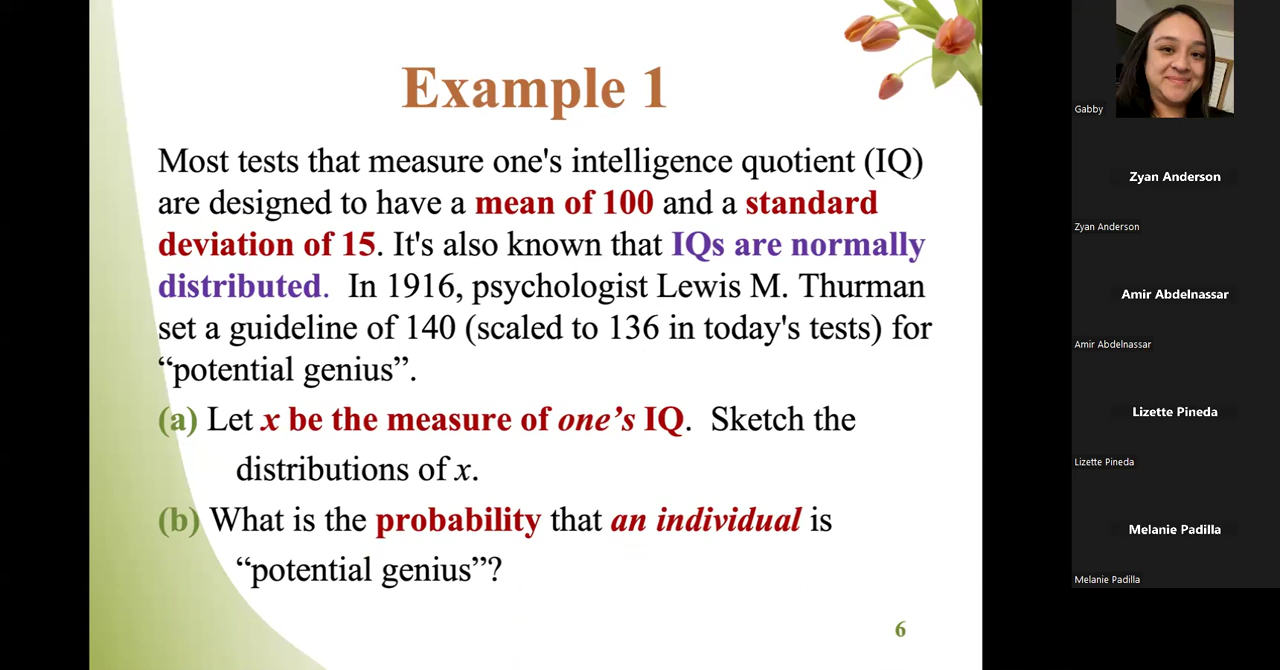 Example 1
Most tests that measure one's intelligence quotient (IQ)
are designed to have a mean of 100 and a standard
deviation of 15. It's also known that IQs are normally
distributed. In 1916, psychologist Lewis M. Thurman
set a guideline of 140 (scaled to 136 in today's tests) for
“potential genius”.
(a) Let x be the measure of one’s IQ. Sketch the
distributions of x.
(b) What is the probability that an individual is
“potential genius”?
6
Gabby
Zyan Anderson
Zyan Anderson
Amir Abdelnassar
Amir Abdelnassar
Lizette Pineda
Lizette Pineda
Melanie Padilla
Melanie Padilla